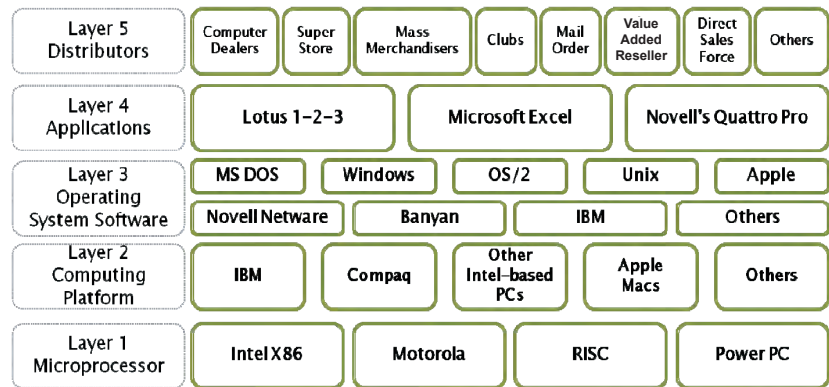 Layer 5
Distributors
Computer
Dealers
Super
Store
Mass
Merchandisers
Clubs
Mail
Order
Value
Added
Reseller
Direct
Sales
Force
Others
Layer 4
Applications
Lotus 1-2-3
Microsoft Excel
Novell's Quattro Pro
Layer 3
Operating
System Software
MS DOS
Windows
OS/2
Unix
Apple
Novell Netware
Banyan
IBM
Others
Layer 2
Computing
Platform
IBM
Compaq
Other
Intel-based
PCs
Apple
Macs
Others
Layer 1
Microprocessor
Intel X86
Motorola
RISC
Power PC